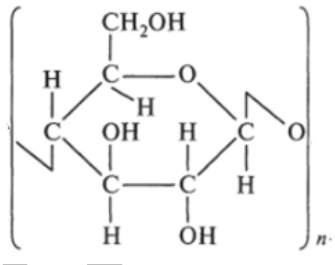 CH₂OH
H C O
H
C OH H C O
C C H
H OH n.